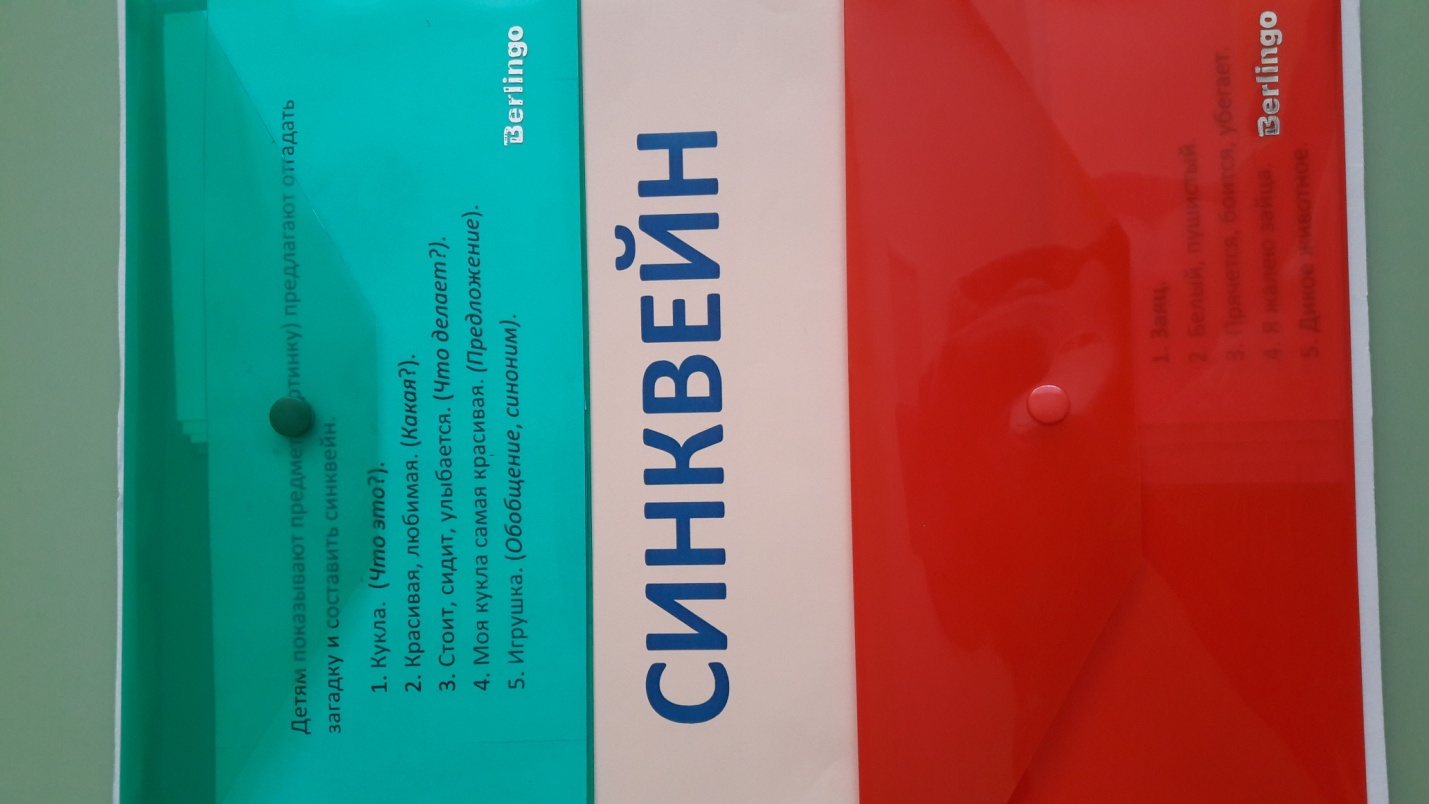 Детям показывают предмет ртинку) предлагают отгадать
загадку и составить синквейн.
1. Кукла. (Что это?).
2. Красивая, любимая. (Какая?).
3. Стоит, сидит, улыбается. (Что делает?).
4. Моя кукла самая красивая. (Предложение).
5. Игрушка. (Обобщение, синоним).
Berlingo
СИНКВЕЙН
1. Заяц.
2. Белый, пушистый.
3. Прячется, боится, убегает.
4 Я жалею зайца.
5. Дикое животное.
Berlingo